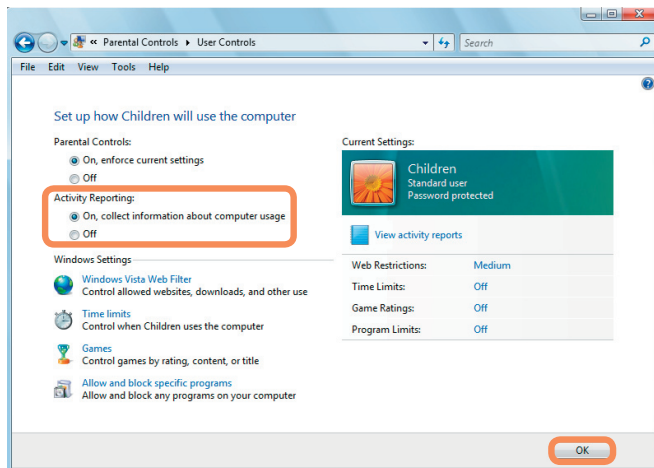 « Parental Controls ▸ User Controls
Search
File Edit View Tools Help
Set up how Children will use the computer
Parental Controls:
On, enforce current settings
Off
Activity Reporting:
On, collect information about computer usage
Off
Windows Settings
Windows Vista Web Filter
Control allowed websites, downloads, and other use
Time limits
Control when Children uses the computer
Games
Control games by rating, content, or title
Allow and block specific programs
Allow and block any programs on your computer
Current Settings:
Children
Standard user
Password protected
View activity reports
Web Restrictions: Medium
Time Limits: Off
Game Ratings: Off
Program Limits: Off
OK